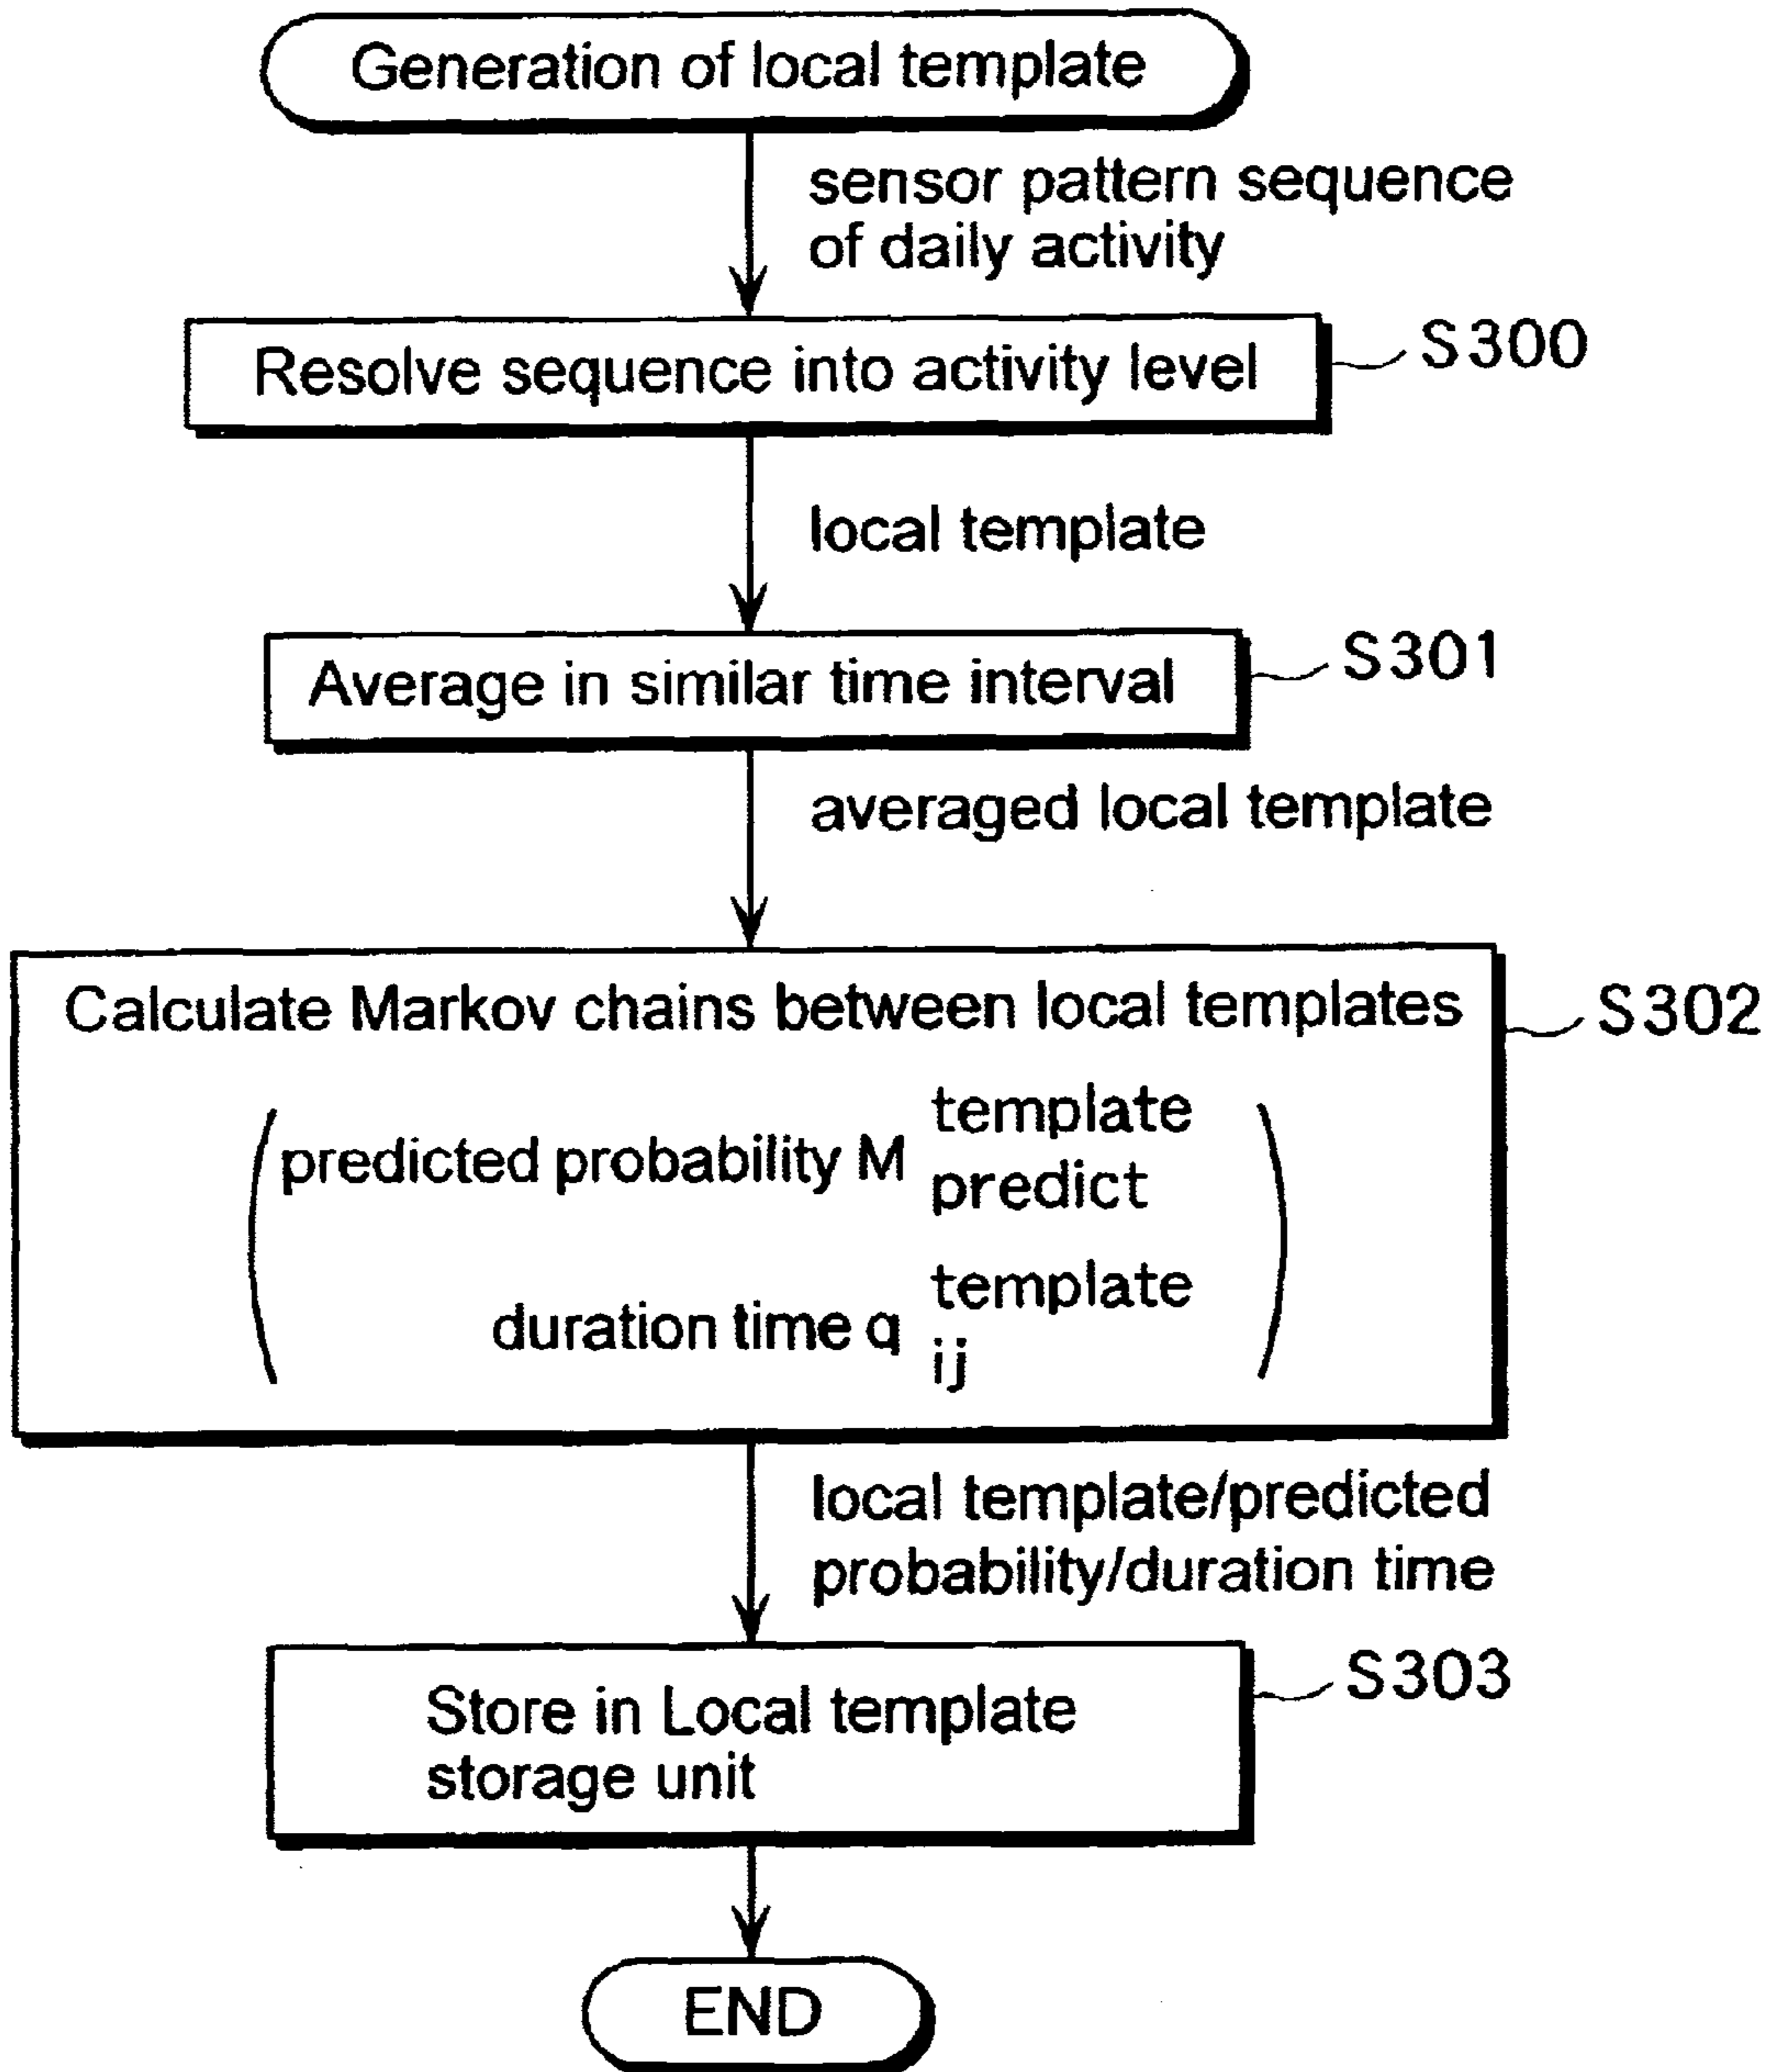 Generation of local template
sensor pattern sequence
of daily activity
Resolve sequence into activity level
S300
local template
Average in similar time interval
S301
averaged local template
Calculate Markov chains between local templates
S302
predicted probability M template predict
duration time q template ij
local template/predicted
probability/duration time
Store in Local template
storage unit
S303
END